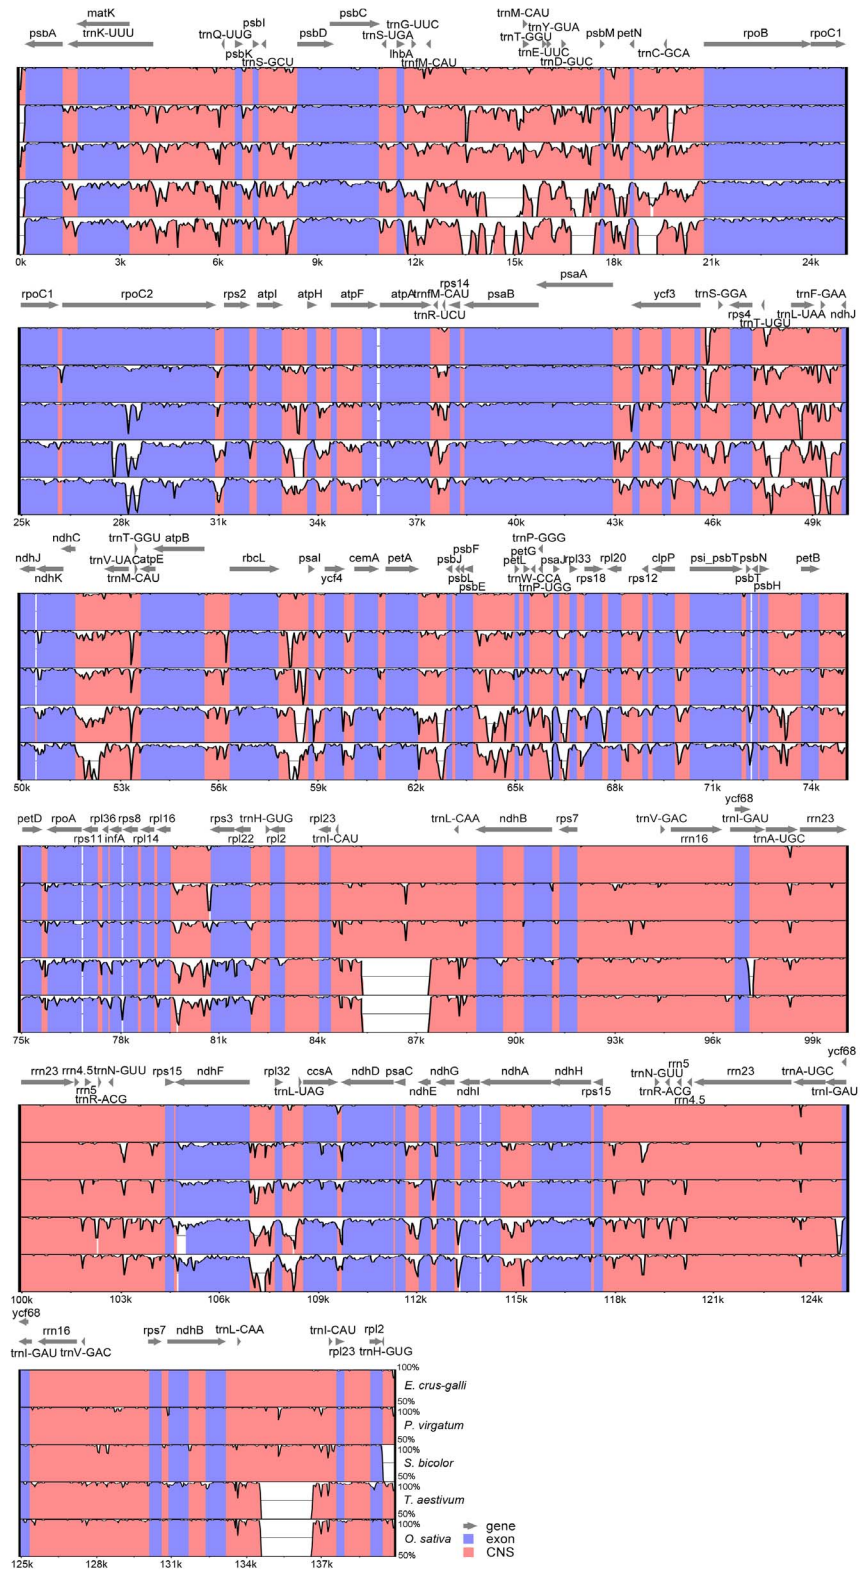 matK
psbI
psbC
trnG-UUC
trnM-CAU
trnY-GUA
psbA
trnK-UUU
trnQ-UUG
psbD
trnS-UGA
trnT-GGU
psbM petN
rpoB
rpoC1
psbK
lhbA
trnE-UUC
trnC-GCA
trnS-GCU
trnfM-CAU
trnD-GUC
0k 3k 6k 9k 12k 15k 18k 21k 24k
rps14
psaA
rpoC1
rpoC2
rps2
atpI
atpH
atpF
atpA
trnfM-CAU
psaB
ycf3
trnS-GGA
trnF-GAA
trnR-UCU
rps4
trnL-UAA
ndhJ
trnT-UGU
25k 28k 31k 34k 37k 40k 43k 46k 49k
ndhC
trnT-GGU
atpB
psbF
trnP-GGG
petG
ndhJ
trnV-UAC
atpE
rbcL
psaI
cemA
petA
psbJ
petL
psaJ
rpl33
rpl20
clpP
psi_psbT
psbN
petB
ndhK
trnM-CAU
ycf4
psbL
trnW-CCA
rps18
rps12
psbT
psbE
trnP-UGG
psbH
50k 53k 56k 59k 62k 65k 68k 71k 74k
ycf68
petD
rpoA
rpl36
rps8
rpl16
rps3
trnH-GUG
rpl23
trnL-CAA
ndhB
rps7
trnV-GAC
trnI-GAU
rrn23
rps11
infA
rpl14
rpl22
rpl2
trnI-CAU
rrn16
trnA-UGC
75k 78k 81k 84k 87k 90k 93k 96k 99k
ycf68
rrn5
rrn23
rrn4.5
trnN-GUU
rps15
ndhF
rpl32
ccsA
ndhD
psaC
ndhG
ndhA
ndhH
trnN-GUU
rrn23
trnA-UGC
rrn5
trnL-UAG
ndhE
ndhI
rps15
trnR-ACG
trnI-GAU
trnR-ACG
rrn4.5
100k 103k 106k 109k 112k 115k 118k 121k 124k
ycf68
rrn16
rps7
ndhB
trnL-CAA
trnI-CAU
rpl2
trnI-GAU
trnV-GAC
rpl23
trnH-GUG
100%
E. crus-galli
50%
100%
P. virgatum
50%
100%
S. bicolor
50%
100%
T. aestivum
50%
100%
O. sativa
50%
gene
exon
CNS
125k 128k 131k 134k 137k